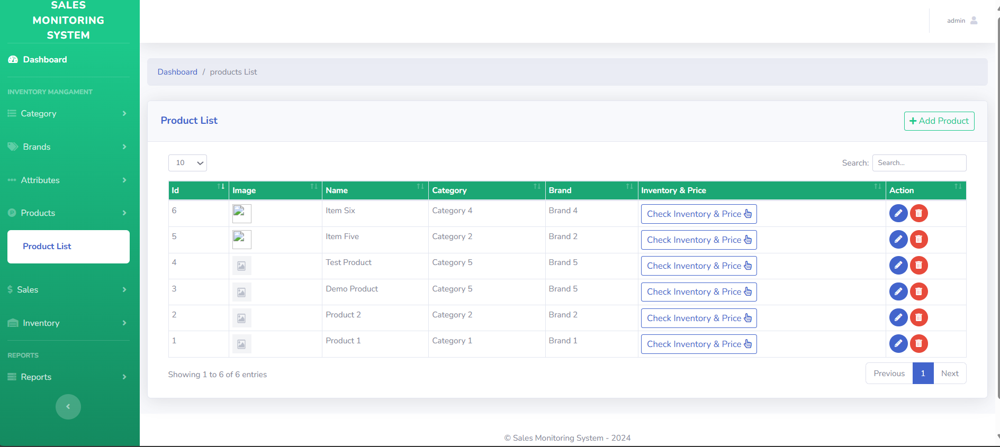 SALES
MONITORING
SYSTEM
admin
Dashboard
Dashboard / products List
INVENTORY MANGAMENT
Category
Brands
Attributes
Products
Product List
Sales
Inventory
REPORTS
Reports
Product List
Add Product
10
Search: Search...
Id Image Name Category Brand Inventory & Price Action
6 Item Six Category 4 Brand 4 Check Inventory & Price
5 Item Five Category 2 Brand 2 Check Inventory & Price
4 Test Product Category 5 Brand 5 Check Inventory & Price
3 Demo Product Category 5 Brand 5 Check Inventory & Price
2 Product 2 Category 2 Brand 2 Check Inventory & Price
1 Product 1 Category 1 Brand 1 Check Inventory & Price
Showing 1 to 6 of 6 entries
Previous 1 Next
© Sales Monitoring System - 2024